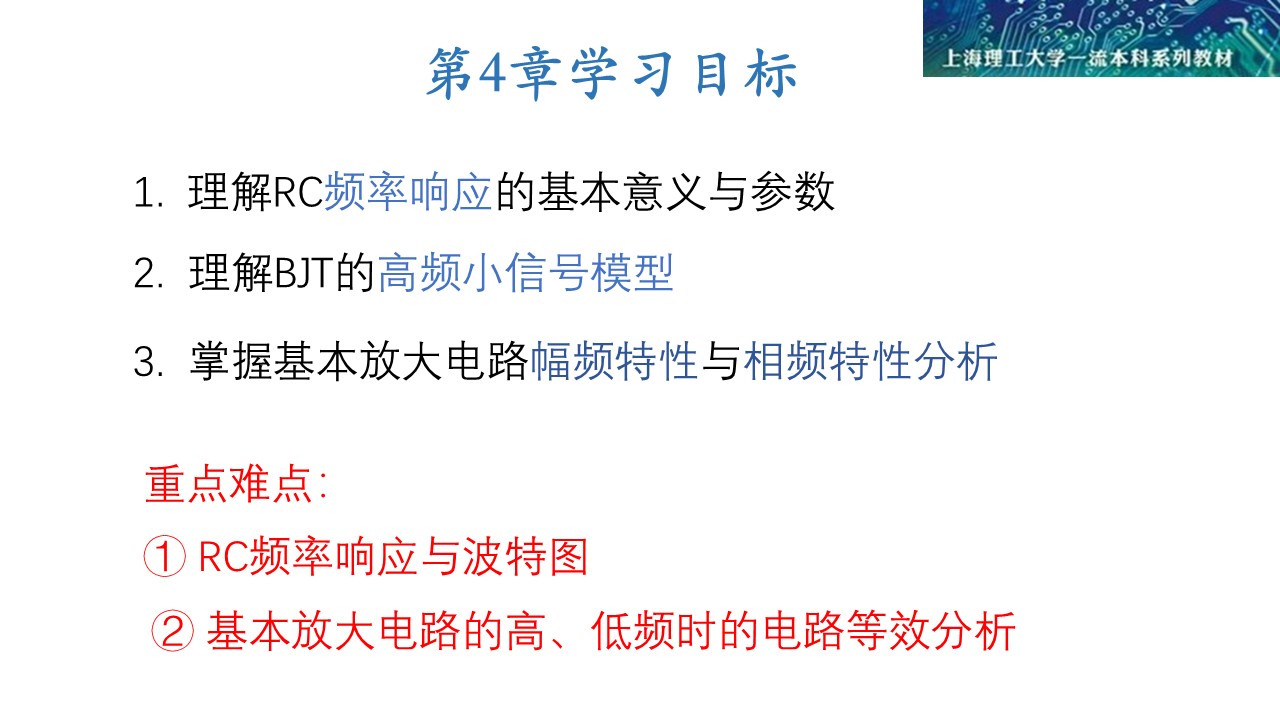 上海理工大学一流本科系列教材
第4章学习目标
1. 理解RC频率响应的基本意义与参数
2. 理解BJT的高频小信号模型
3. 掌握基本放大电路幅频特性与相频特性分析
重点难点：
① RC频率响应与波特图
② 基本放大电路的高、低频时的电路等效分析